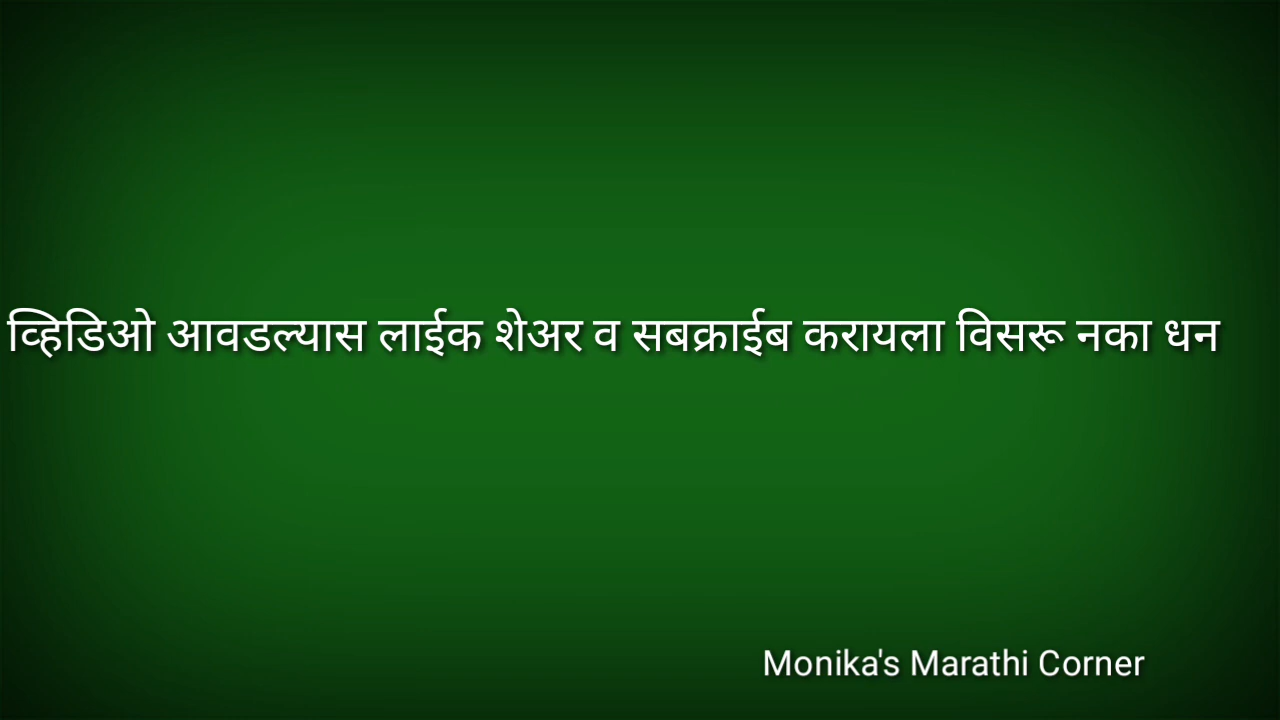 व्हिडिओ आवडल्यास लाईक शेअर व सबक्राईब करायला विसरू नका धन
Monika's Marathi Corner